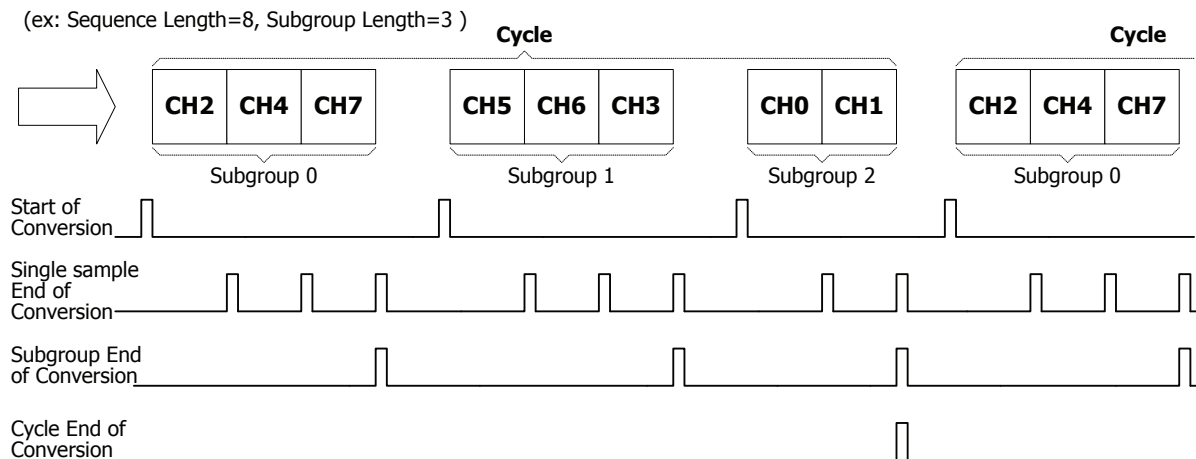 (ex: Sequence Length=8, Subgroup Length=3 )
Cycle Cycle
CH2 CH4 CH7 CH5 CH6 CH3 CH0 CH1 CH2 CH4 CH7
Subgroup 0 Subgroup 1 Subgroup 2 Subgroup 0
Start of
Conversion
Single sample
End of
Conversion
Subgroup End
of Conversion
Cycle End of
Conversion